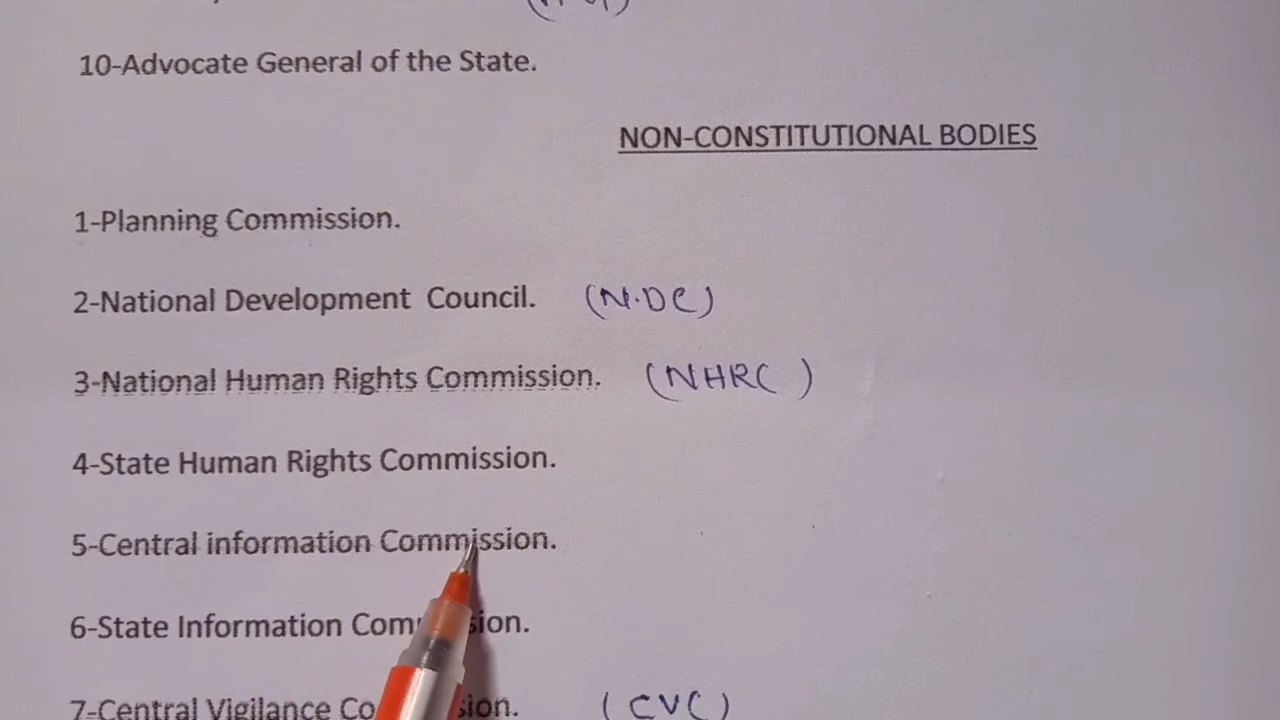 10-Advocate General of the State.
NON-CONSTITUTIONAL BODIES
1-Planning Commission.
2-National Development Council. (N.DC)
3-National Human Rights Commission. (NHRC )
4-State Human Rights Commission.
5-Central information Commission.
6-State Information Com sion.
7-Central Vigilance Co sion. (CVC)